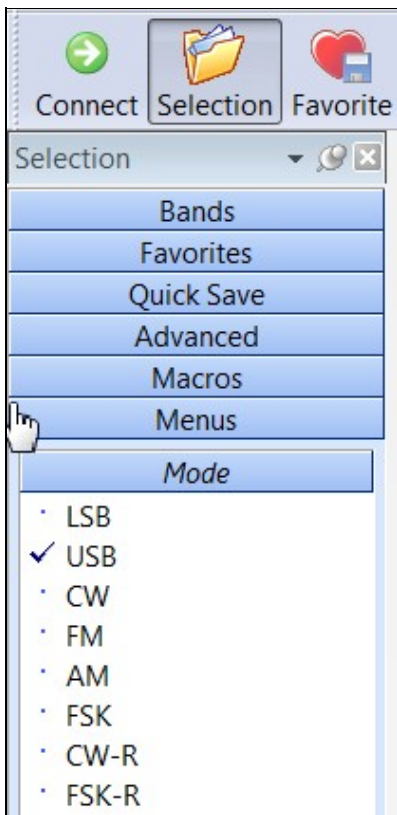 Connect Selection Favorite
Selection
Bands
Favorites
Quick Save
Advanced
Macros
Menus
Mode
LSB
USB
CW
FM
AM
FSK
CW-R
FSK-R